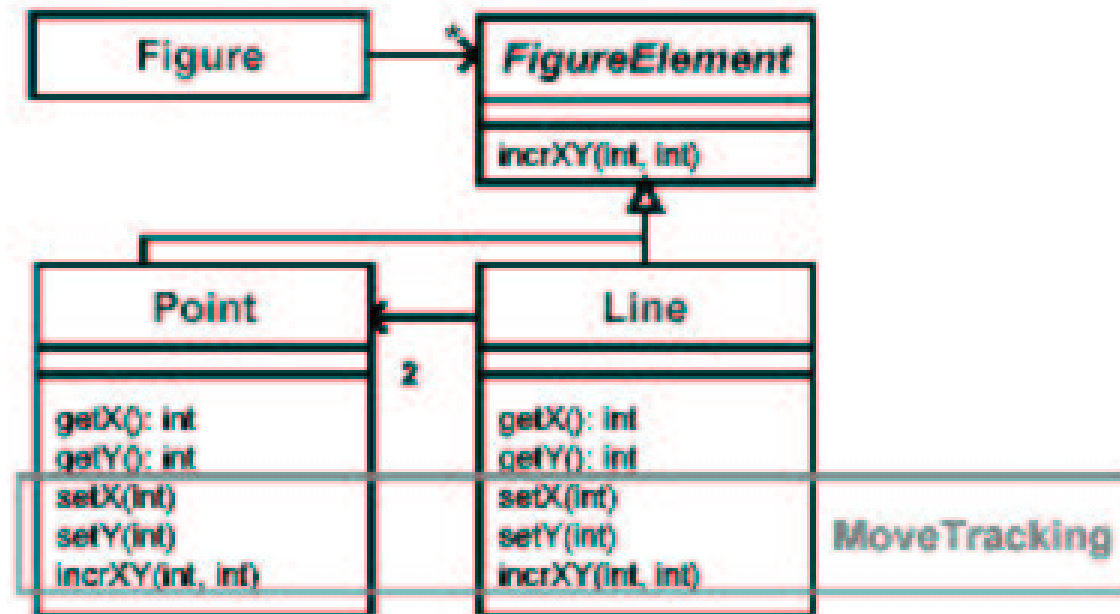 Figure
*
FigureElement
incrXY(int, int)
Point
2
getX(): int
getY(): int
setX(int)
setY(int)
incrXY(int, int)
Line
getX(): int
getY(): int
setX(int)
setY(int)
incrXY(int, int)
MoveTracking